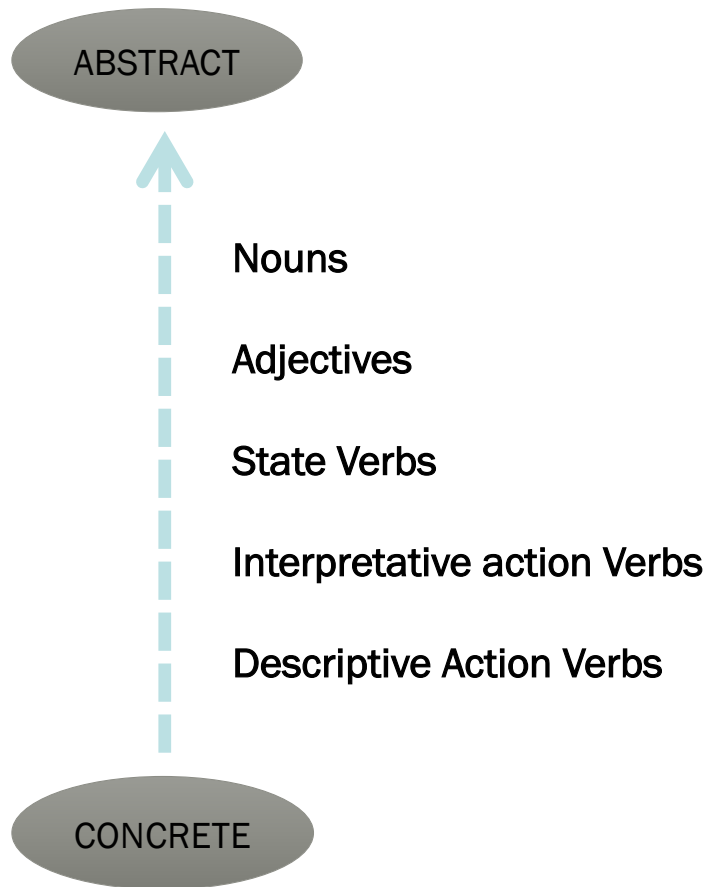 ABSTRACT
Nouns
Adjectives
State Verbs
Interpretative action Verbs
Descriptive Action Verbs
CONCRETE